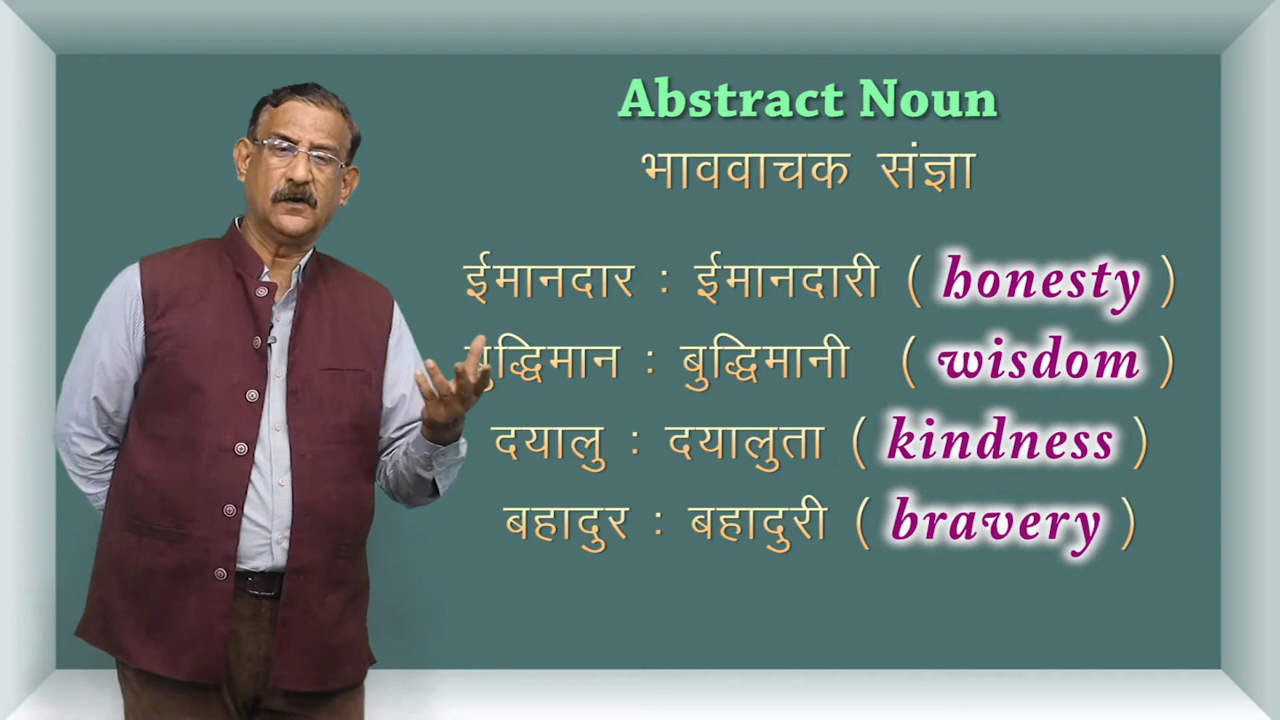 Abstract Noun
भाववाचक संज्ञा
ईमानदार : ईमानदारी ( honesty )
बुद्धिमान : बुद्धिमानी ( wisdom )
दयालु : दयालुता ( kindness )
बहादुर : बहादुरी ( bravery )